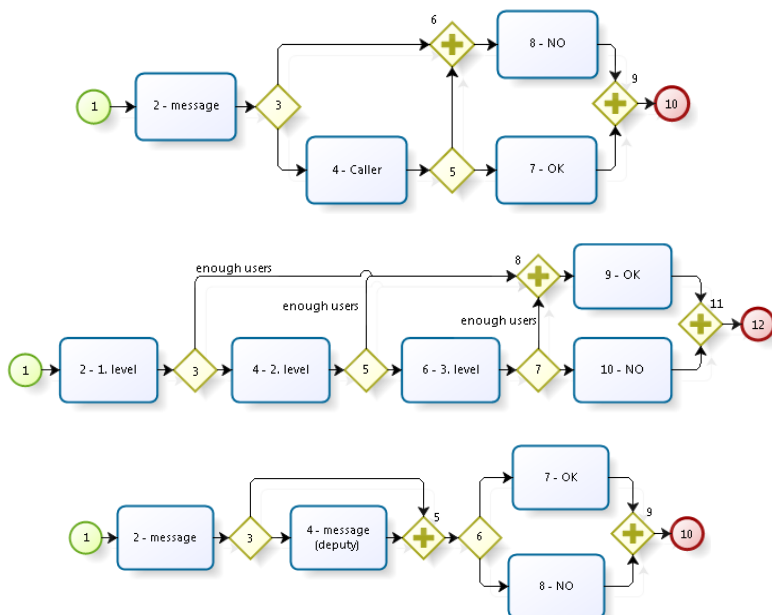 6
8 - NO
9
1
2 - message
3
10
4 - Caller
5
7 - OK
8
enough users
9 - OK
enough users
11
enough users
12
1
2 - 1. level
3
4 - 2. level
5
6 - 3. level
7
10 - NO
7 - OK
5
9
1
2 - message
3
4 - message
(deputy)
6
10
8 - NO